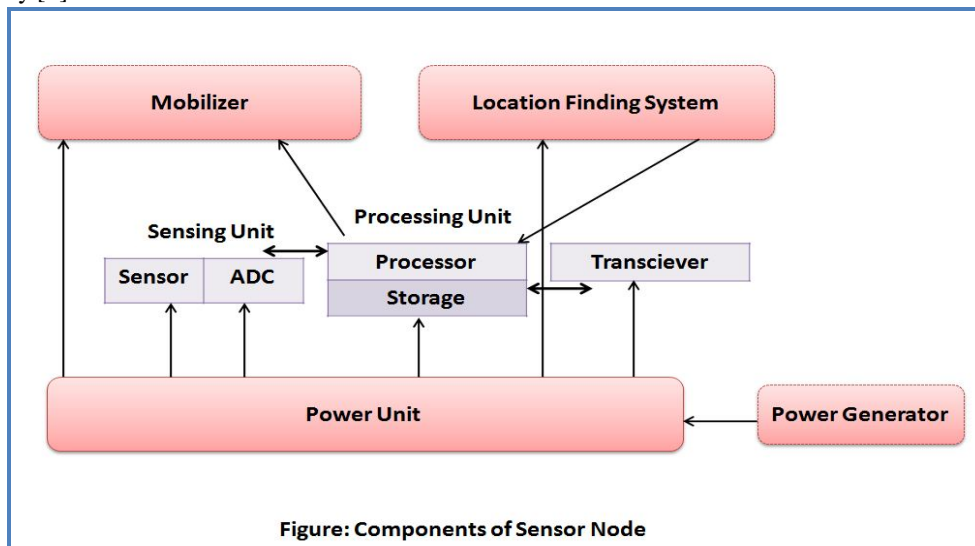 Mobilizer
Location Finding System
Processing Unit
Sensing Unit
Processor
Transciever
Sensor
ADC
Storage
Power Unit
Power Generator
Figure: Components of Sensor Node